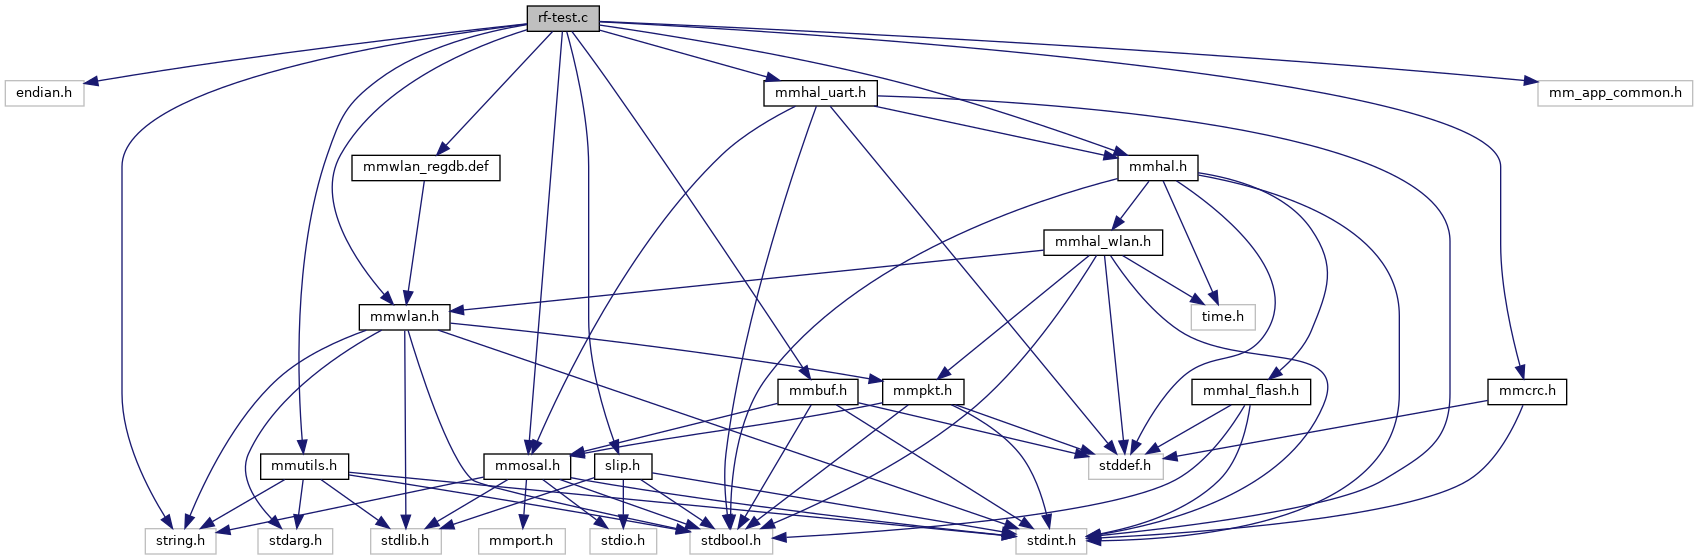 rf-test.c
endian.h
mmhal_uart.h
mm_app_common.h
mmwlan_regdb.def
mmhal.h
mmhal_wlan.h
mmwlan.h
time.h
mmbuf.h
mmpkt.h
mmhal_flash.h
mmcrc.h
mmutils.h
mmosal.h
slip.h
stddef.h
string.h
stdarg.h
stdlib.h
mmport.h
stdio.h
stdbool.h
stdint.h